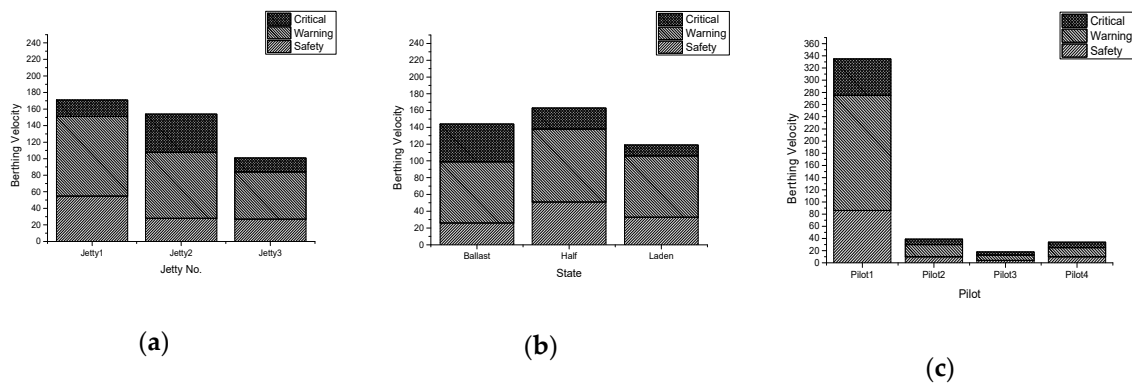 Critical
Warning
Safety
240
220
200
180
160
140
120
100
80
60
40
20
0
Berthing Velocity
Jetty1 Jetty2 Jetty3
Jetty No.
(a)
Critical
Warning
Safety
240
220
200
180
160
140
120
100
80
60
40
20
0
Berthing Velocity
Ballast Half Laden
State
(b)
Critical
Warning
Safety
360
340
320
300
280
260
240
220
200
180
160
140
120
100
80
60
40
20
0
Berthing Velocity
Pilot1 Pilot2 Pilot3 Pilot4
Pilot
(c)